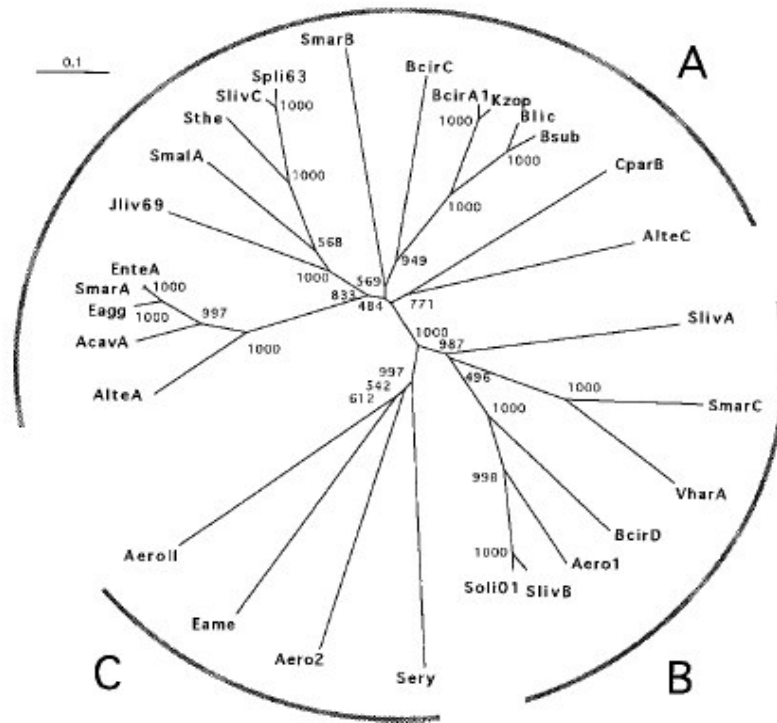 SmarB
A
0.1
Spli63
BcirC
SlivC
1000
BcirA1
Kzop
Sthe
1000
Blic
Bsub
SmalA
1000
CparB
1000
1000
Jliv69
568
AlteC
949
1000
569
EnteA
1000
833
484
771
SmarA
Eagg
997
SlivA
1000
1000
987
AcavA
1000
997
496
1000
AlteA
542
1000
SmarC
612
998
VharA
BcirD
AeroII
1000
Aero1
Soli01
SlivB
Eame
C
Aero2
Sery
B